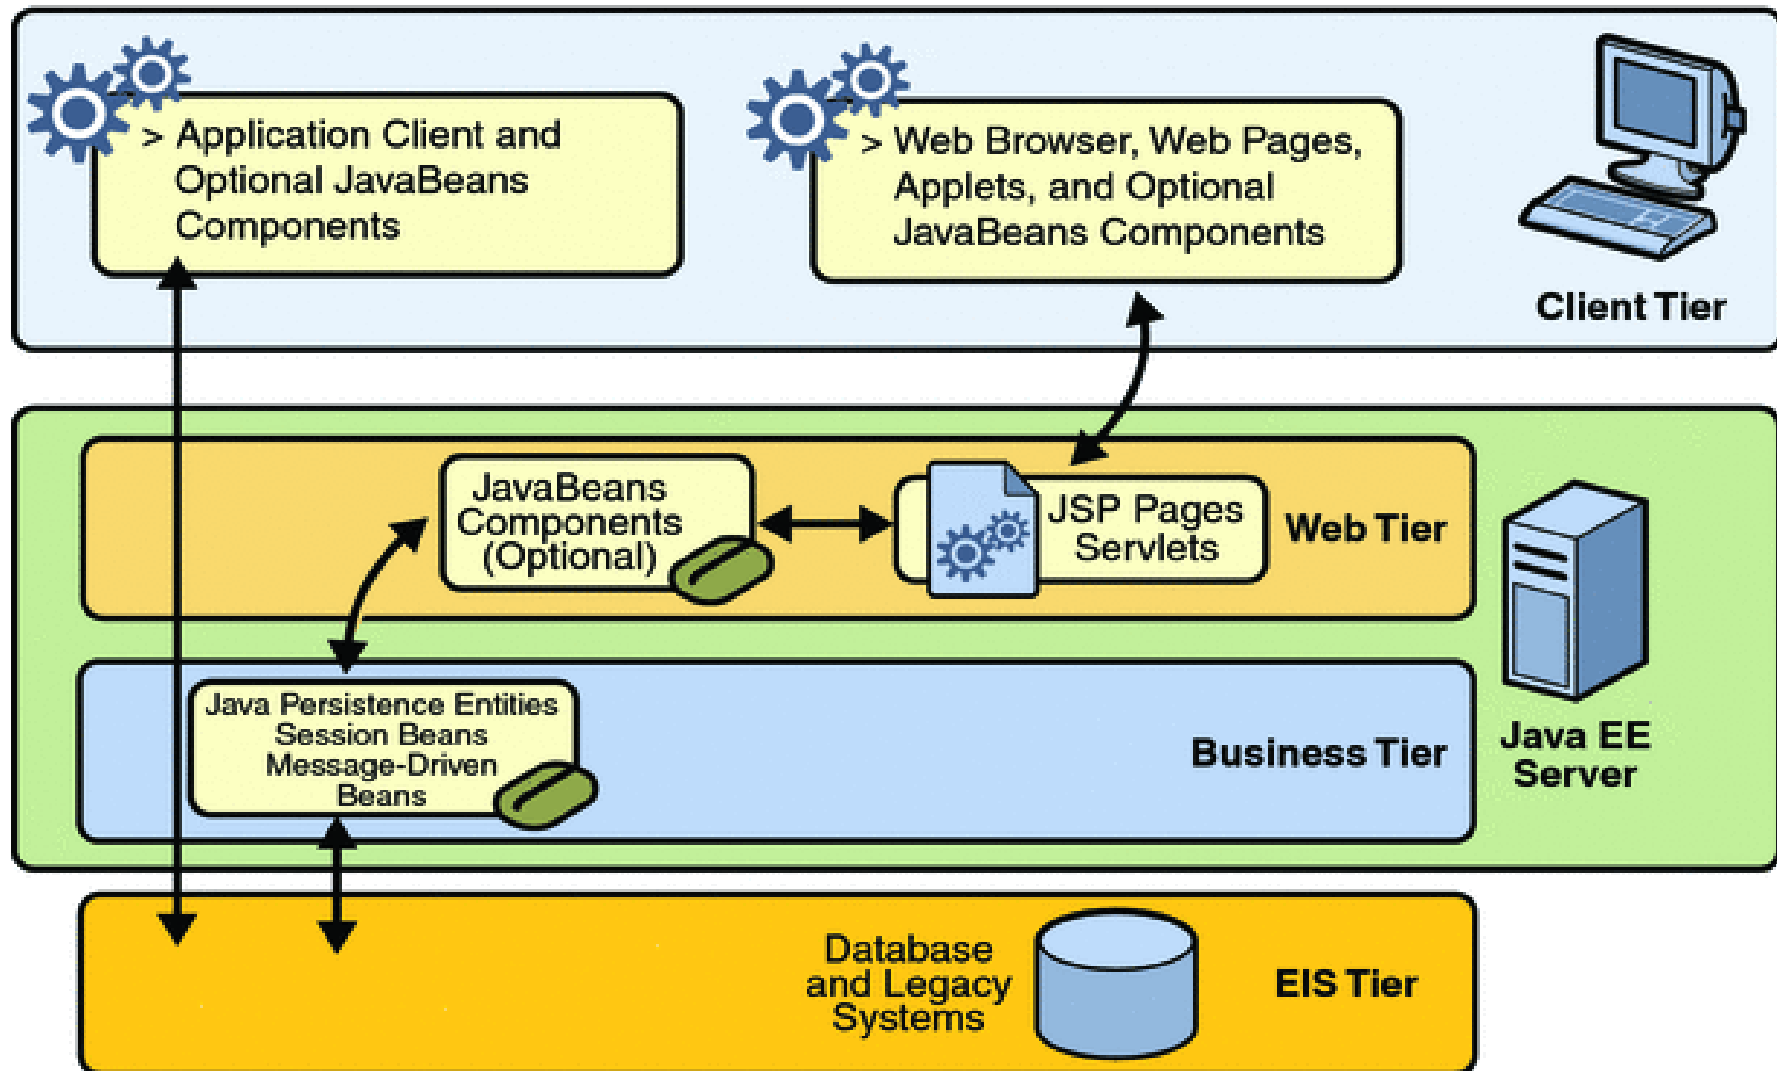 > Application Client and
Optional JavaBeans
Components
> Web Browser, Web Pages,
Applets, and Optional
JavaBeans Components
Client Tier
JavaBeans
Components
(Optional)
JSP Pages
Servlets
Web Tier
Java Persistence Entities
Session Beans
Message-Driven
Beans
Business Tier
Java EE
Server
Database
and Legacy
Systems
EIS Tier